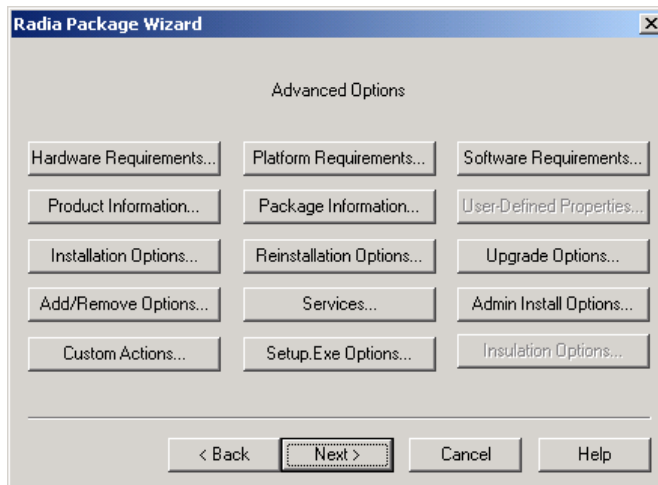 Radia Package Wizard
Advanced Options
Hardware Requirements... Platform Requirements... Software Requirements...
Product Information... Package Information... User-Defined Properties...
Installation Options... Reinstallation Options... Upgrade Options...
Add/Remove Options... Services... Admin Install Options...
Custom Actions... Setup.Exe Options... Insulation Options...
< Back Next > Cancel Help